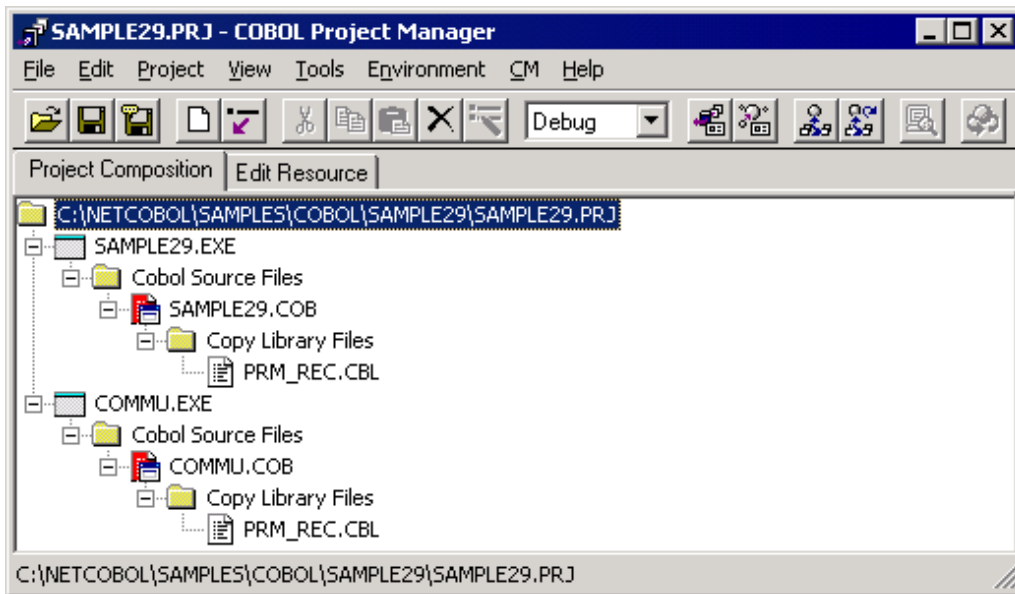 SAMPLE29.PRJ - COBOL Project Manager
File Edit Project View Tools Environment CM Help
Debug
Project Composition Edit Resource
C:\NETCOBOL\SAMPLES\COBOL\SAMPLE29\SAMPLE29.PRJ
SAMPLE29.EXE
Cobol Source Files
SAMPLE29.COB
Copy Library Files
PRM_REC.CBL
COMMU.EXE
Cobol Source Files
COMMU.COB
Copy Library Files
PRM_REC.CBL
C:\NETCOBOL\SAMPLES\COBOL\SAMPLE29\SAMPLE29.PRJ